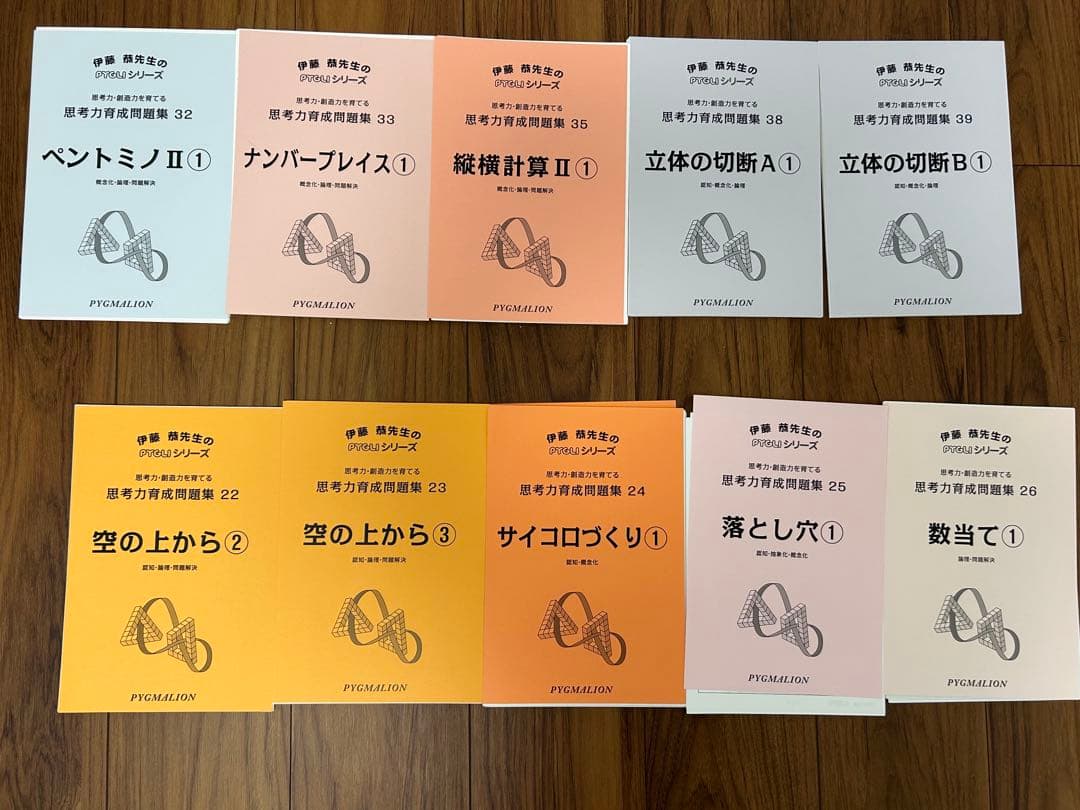 伊藤 恭先生の
PTGLIシリーズ
思考力・創造力を育てる
思考力育成問題集 32
ペントミノⅡ①
概念化・論理・問題解決
PYGMALION
伊藤 恭先生の
PTGLIシリーズ
思考力・創造力を育てる
思考力育成問題集 33
ナンバープレイス①
概念化・論理・問題解決
PYGMALION
伊藤 恭先生の
PTGLIシリーズ
思考力・創造力を育てる
思考力育成問題集 35
縦横計算Ⅱ①
概念化・論理・問題解決
PYGMALION
伊藤 恭先生の
PTGLIシリーズ
思考力・創造力を育てる
思考力育成問題集 38
立体の切断A①
認知・概念化・論理
PYGMALION
伊藤 恭先生の
PTGLIシリーズ
思考力・創造力を育てる
思考力育成問題集 39
立体の切断B①
認知・概念化・論理
PYGMALION
伊藤 恭先生の
PTGLIシリーズ
思考力・創造力を育てる
思考力育成問題集 22
空の上から②
認知・論理・問題解決
PYGMALION
伊藤 恭先生の
PTGLIシリーズ
思考力・創造力を育てる
思考力育成問題集 23
空の上から③
認知・論理・問題解決
PYGMALION
伊藤 恭先生の
PTGLIシリーズ
思考力・創造力を育てる
思考力育成問題集 24
サイコロづくり①
認知・概念化
PYGMALION
伊藤 恭先生の
PTGLIシリーズ
思考力・創造力を育てる
思考力育成問題集 25
落とし穴①
認知・抽象化・概念化
PYGMALION
伊藤 恭先生の
PTGLIシリーズ
思考力・創造力を育てる
思考力育成問題集 26
数当て①
論理・問題解決
PYGMALION